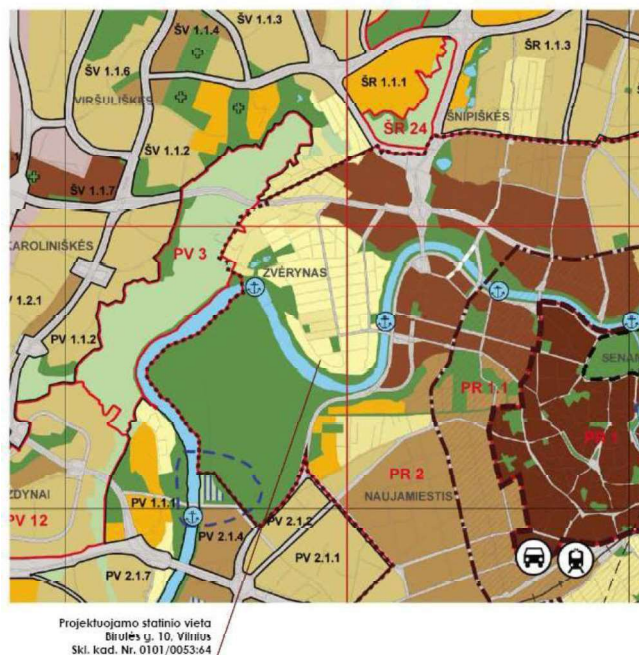 ŠV 1.1.3
ŠV 1.1.4
ŠR 1.1.3
ŠV 1.1.6
ŠR 1.1.1
VIRŠULIŠKĖS
ŠNIPIŠKĖS
ŠR 24
ŠV 1.1.2
ŠV 1.1.7
KAROLINIŠKĖS
PV 3
ŽVĖRYNAS
1.2.1
PV 1.1.2
SENAM
PR 1.1
PR 1
PR 2
ZDYNAI
NAUJAMIESTIS
PV 1.1.1
PV 12
PV 2.1.2
PV 2.1.4
PV 2.1.1
PV 2.1.7
Projektuojamo statinio vieta
Birutės g. 10, Vilnius
Skl. kad. Nr. 0101/0053:64